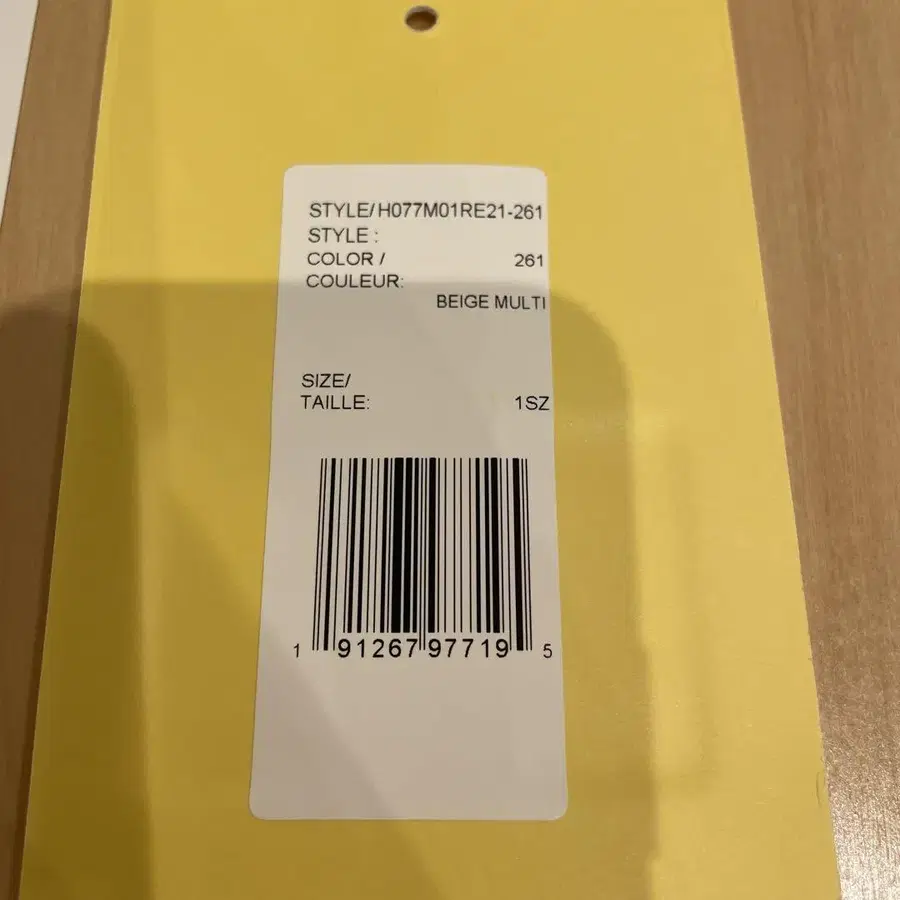 STYLE/ H077M01RE21-261
STYLE :
COLOR / 261
COULEUR:
BEIGE MULTI
SIZE/
TAILLE: 1SZ
1 91267 97719 5